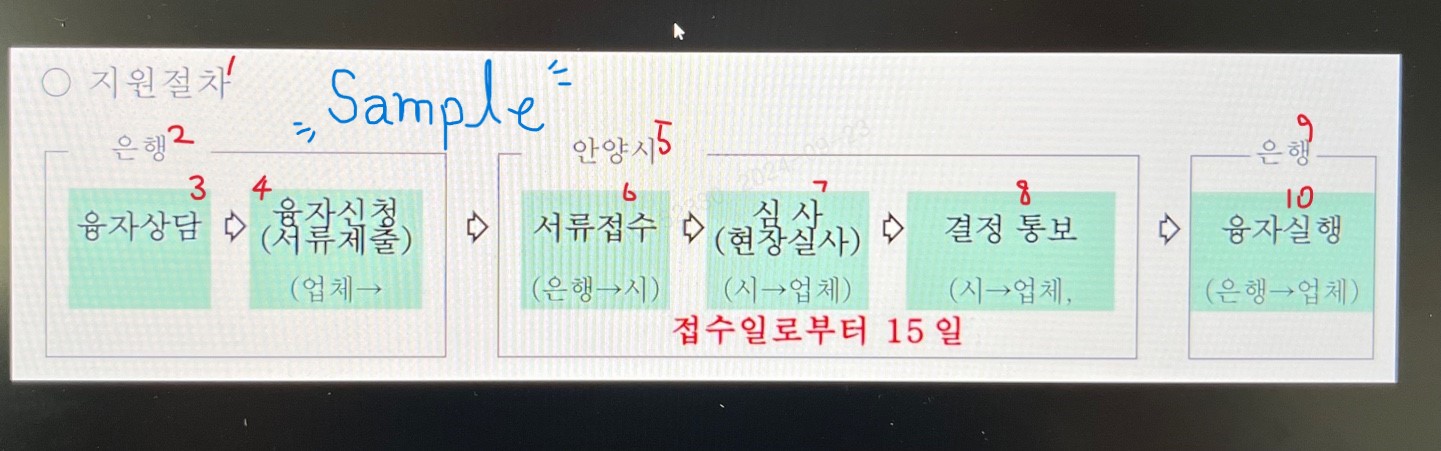 ○ 지원절차 1
Sample
은행 2
안양시 5
은행 9
3 4 6 7 8 10
융자상담 ⇨ 융자신청 ⇨ 서류접수 ⇨ 심 사 ⇨ 결정 통보 ⇨ 융자실행
(서류제출) (현장실사)
(업체→ (은행→시) (시→업체) (시→업체, (은행→업체)
접수일로부터 15일